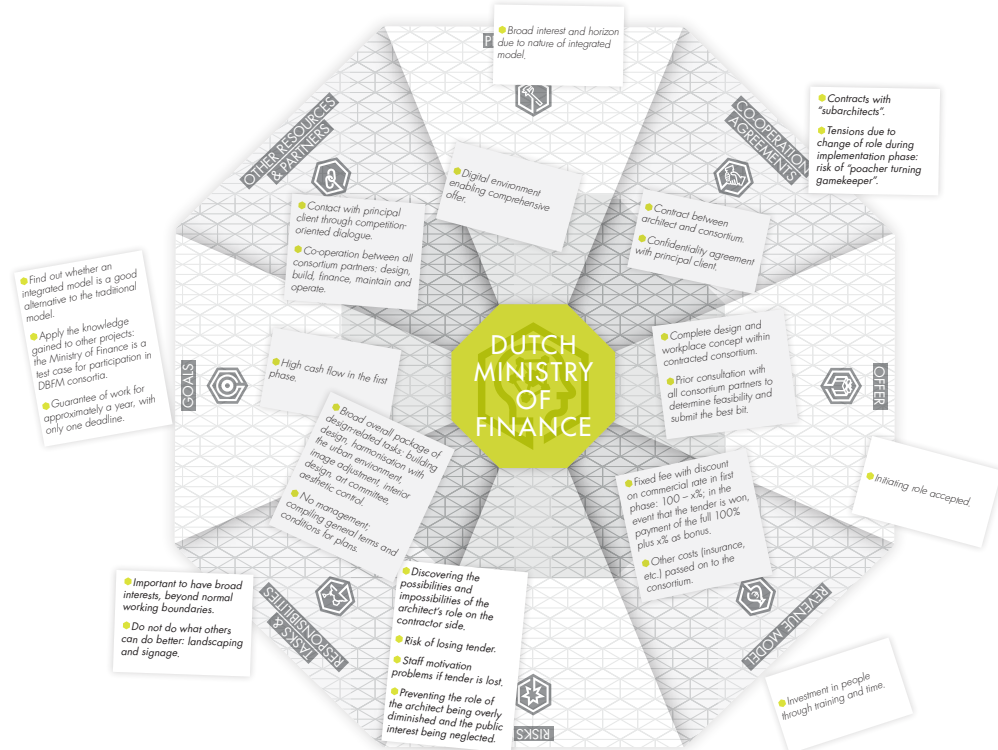 P
Broad interest and horizon
due to nature of integrated
model.
OTHER RESOURCES
& PARTNERS
CO-OPERATION
AGREEMENTS
Contracts with
“subarchitects”.
Tensions due to
change of role during
implementation phase:
risk of “poacher turning
gamekeeper”.
Digital environment
enabling comprehensive
offer.
Contact with principal
client through competition-
oriented dialogue.
Co-operation between all
consortium partners: design,
build, finance, maintain and
operate.
Contract between
architect and consortium.
Confidentiality agreement
with principal client.
Find out whether an
integrated model is a good
alternative to the traditional
model.
Apply the knowledge
gained to other projects:
the Ministry of Finance is a
test case for participation in
DBFM consortia.
Guarantee of work for
approximately a year, with
only one deadline.
GOALS
High cash flow in the first
phase.
DUTCH
MINISTRY
OF
FINANCE
Complete design and
workplace concept within
contracted consortium.
Prior consultation with
all consortium partners to
determine feasibility and
submit the best bit.
OFFER
Initiating role accepted.
Broad overall package of
design-related tasks: building
design, harmonisation with
the urban environment,
image adjustment, interior
design, art committee,
aesthetic control.
No management;
compiling general terms and
conditions for plans.
Fixed fee with discount
on commercial rate in first
phase: 100 – x%; in the
event that the tender is won,
payment of the full 100%
plus x% as bonus.
Other costs (insurance,
etc.) passed on to the
consortium.
Important to have broad
interests, beyond normal
working boundaries.
Do not do what others
can do better: landscaping
and signage.
TASKS &
RESPONSIBILITIES
Discovering the
possibilities and
impossibilities of the
architect’s role on the
contractor side.
Risk of losing tender.
Staff motivation
problems if tender is lost.
Preventing the role of
the architect being overly
diminished and the public
interest being neglected.
RISKS
REVENUE MODEL
Investment in people
through training and time.